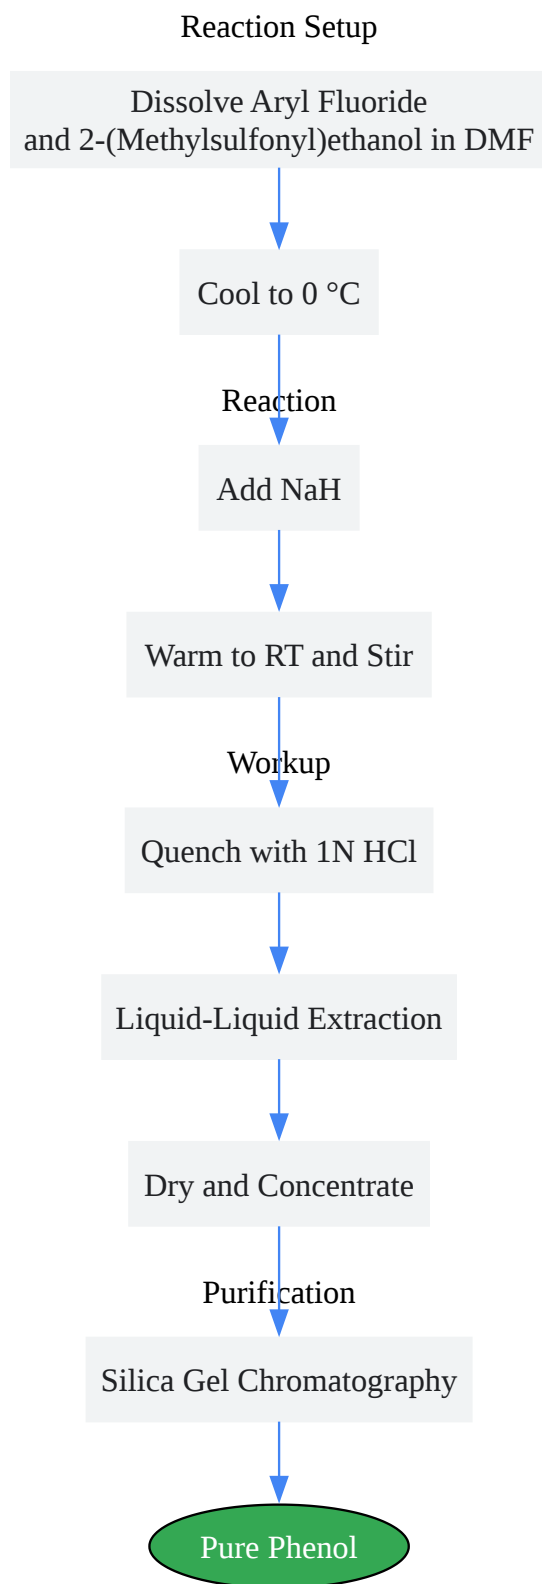 Reaction Setup
Dissolve Aryl Fluoride
and 2-(Methylsulfonyl)ethanol in DMF
Cool to 0 °C
Reaction
Add NaH
Warm to RT and Stir
Workup
Quench with 1N HCl
Liquid-Liquid Extraction
Dry and Concentrate
Purification
Silica Gel Chromatography
Pure Phenol